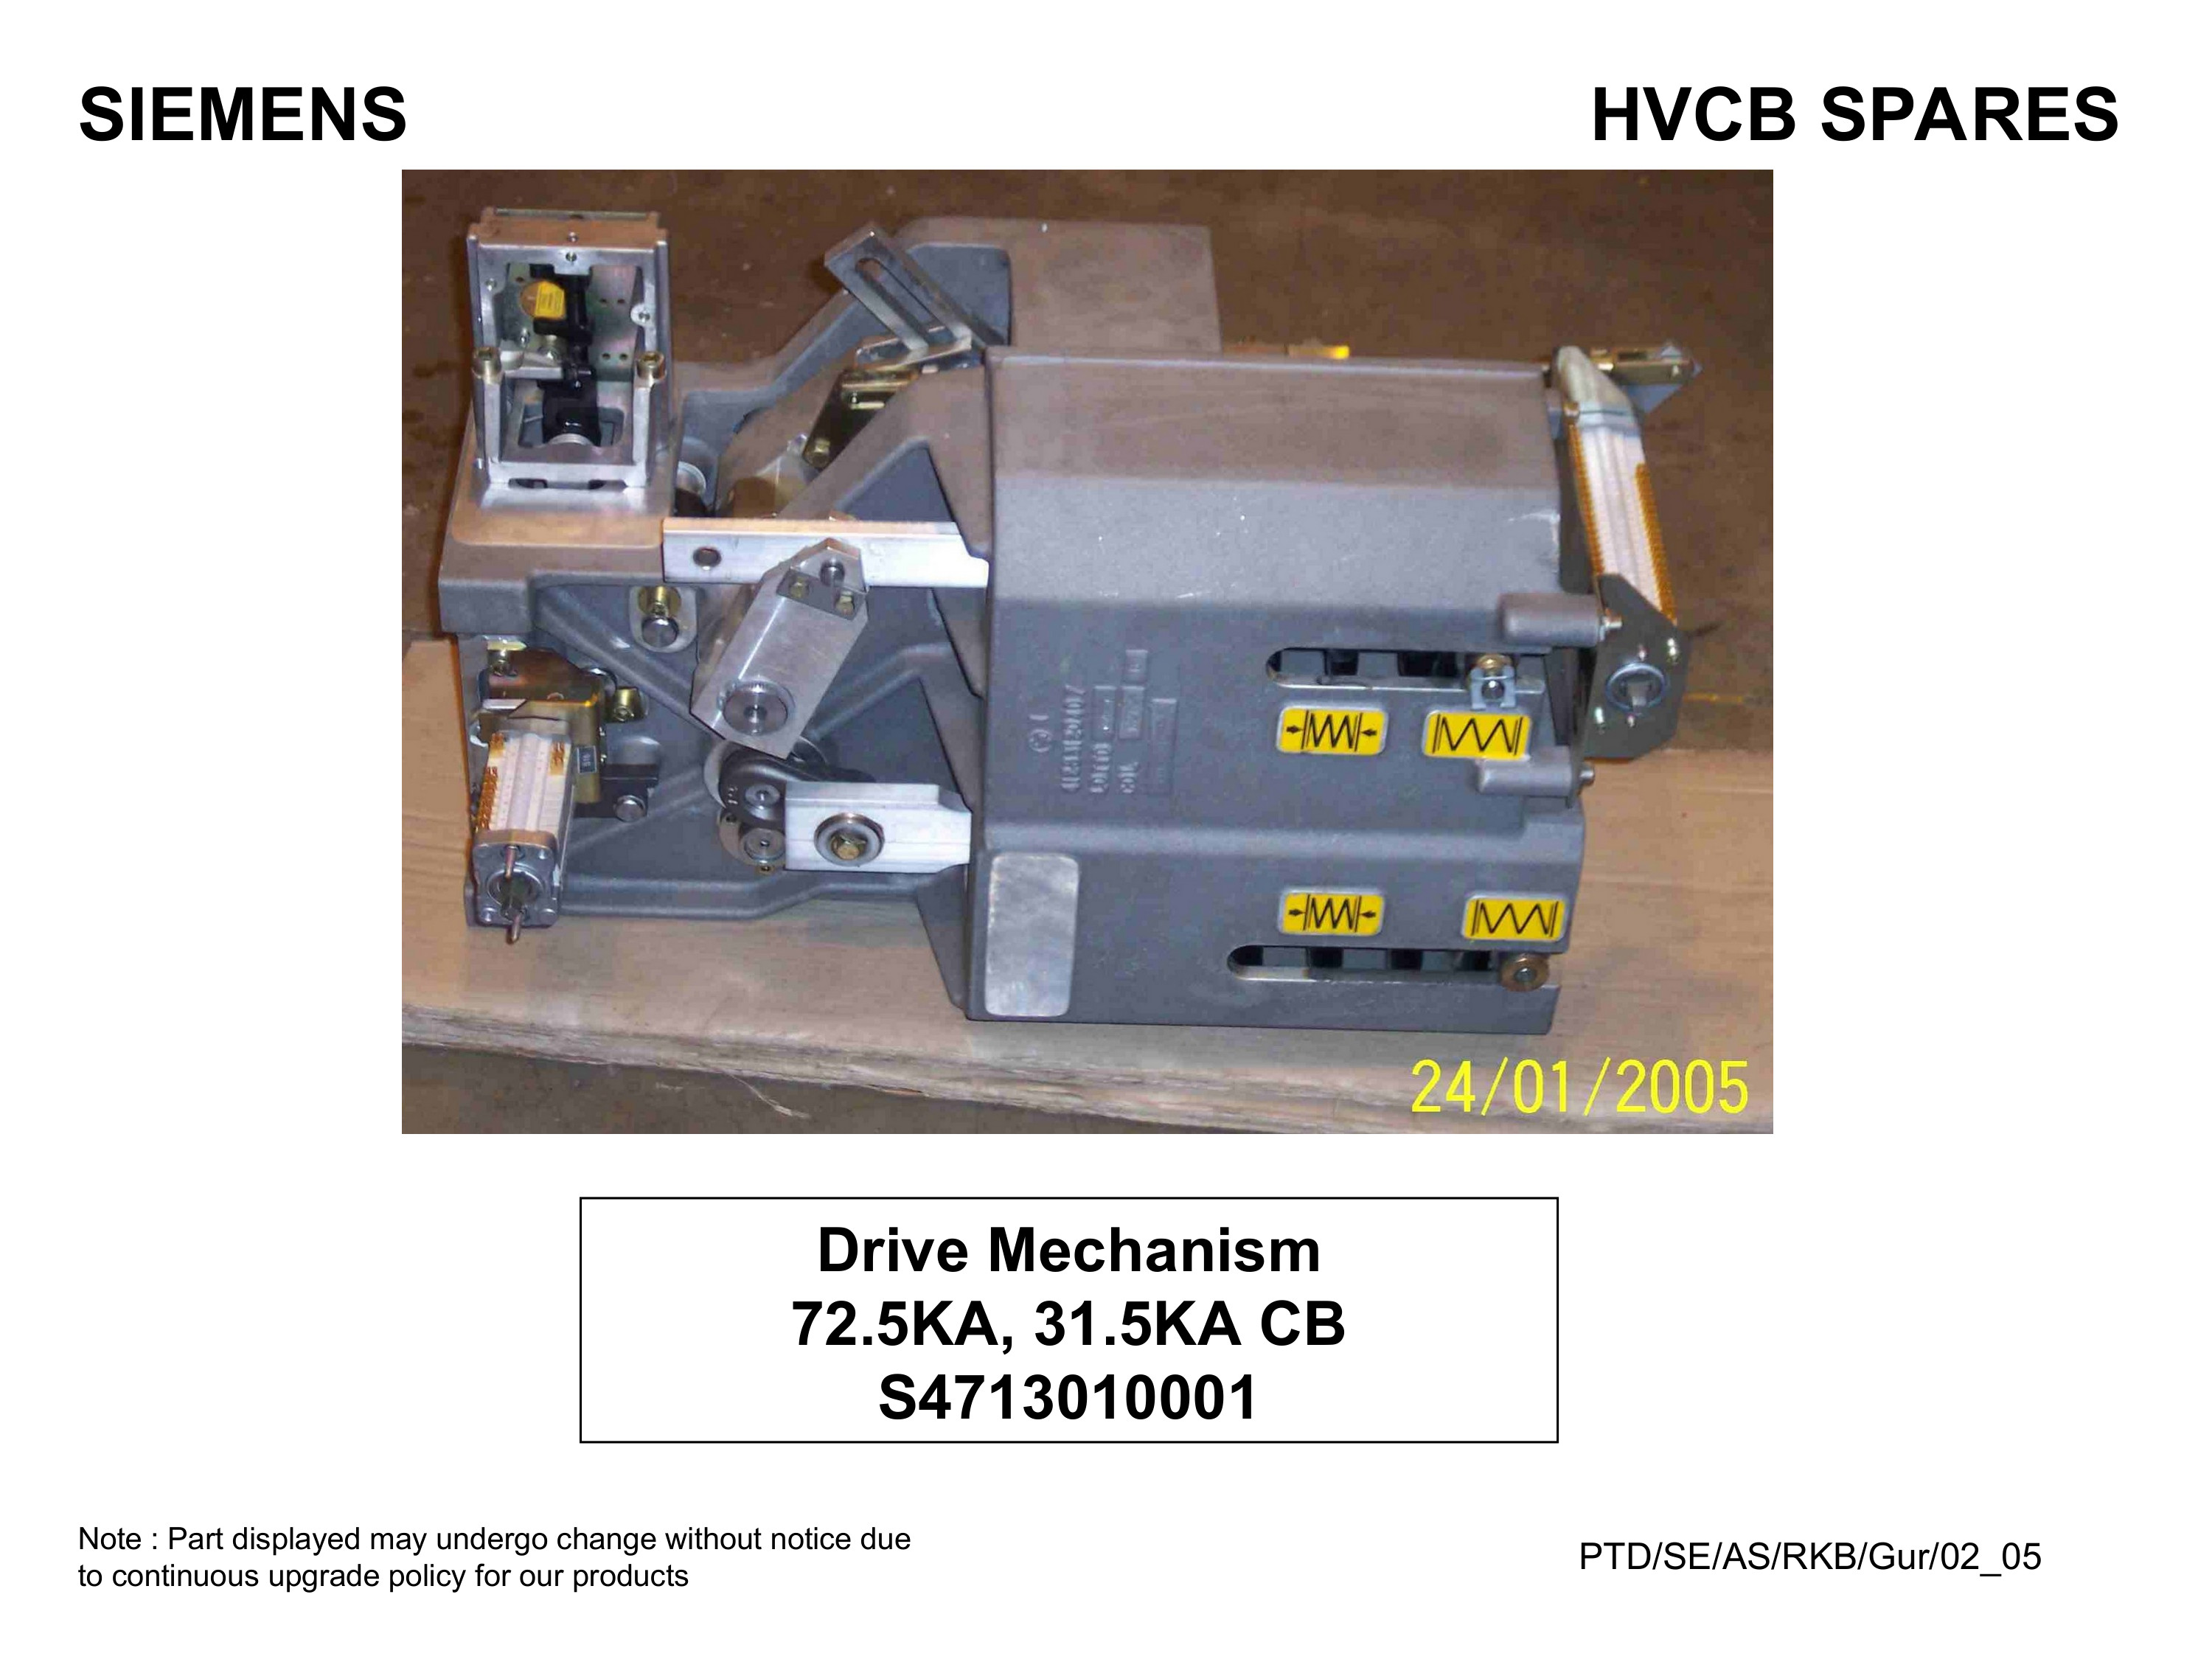 SIEMENS
HVCB SPARES
24/01/2005
Drive Mechanism
72.5KA, 31.5KA CB
S4713010001
Note : Part displayed may undergo change without notice due
to continuous upgrade policy for our products
PTD/SE/AS/RKB/Gur/02_05